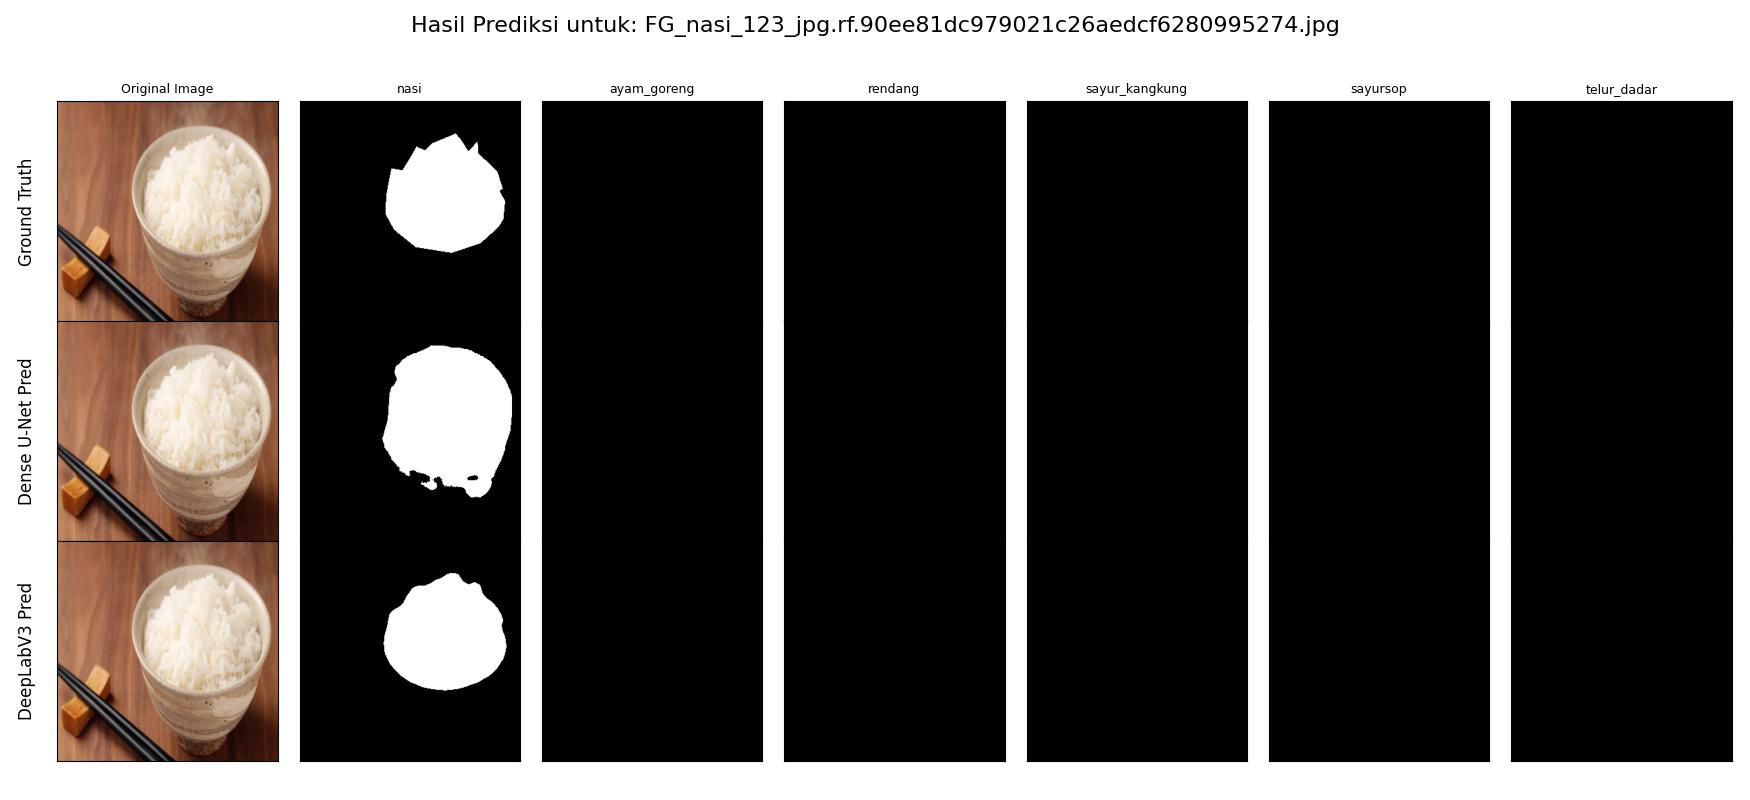 Hasil Prediksi untuk: FG_nasi_123_jpg.rf.90ee81dc979021c26aedcf6280995274.jpg
Original Image
nasi
ayam_goreng
rendang
sayur_kangkung
sayursop
telur_dadar
Ground Truth
Dense U-Net Pred
DeepLabV3 Pred